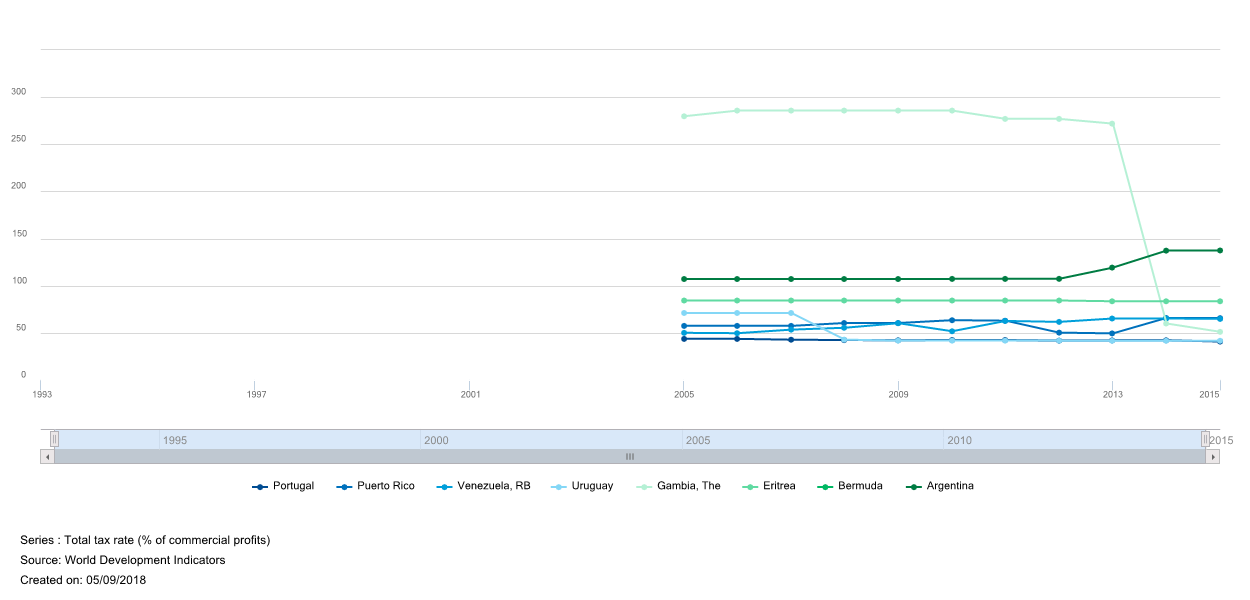 300
250
200
150
100
50
0
1993 1997 2001 2005 2009 2013 2015
1995 2000 2005 2010 2015
Portugal Puerto Rico Venezuela, RB Uruguay Gambia, The Eritrea Bermuda Argentina
Series : Total tax rate (% of commercial profits)
Source: World Development Indicators
Created on: 05/09/2018